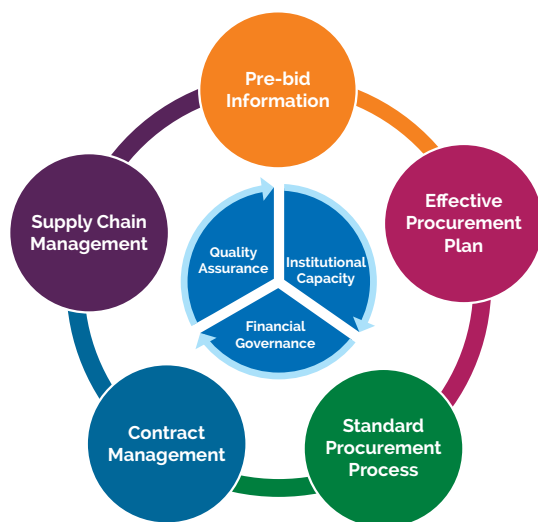 Pre-bid
Information
Effective
Procurement
Plan
Standard
Procurement
Process
Contract
Management
Supply Chain
Management
Quality
Assurance
Institutional
Capacity
Financial
Governance